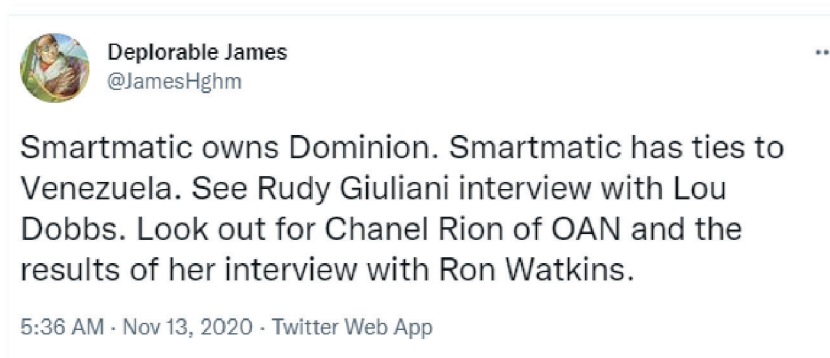 Deplorable James
@JamesHghm
Smartmatic owns Dominion. Smartmatic has ties to
Venezuela. See Rudy Giuliani interview with Lou
Dobbs. Look out for Chanel Rion of OAN and the
results of her interview with Ron Watkins.
5:36 AM · Nov 13, 2020 · Twitter Web App